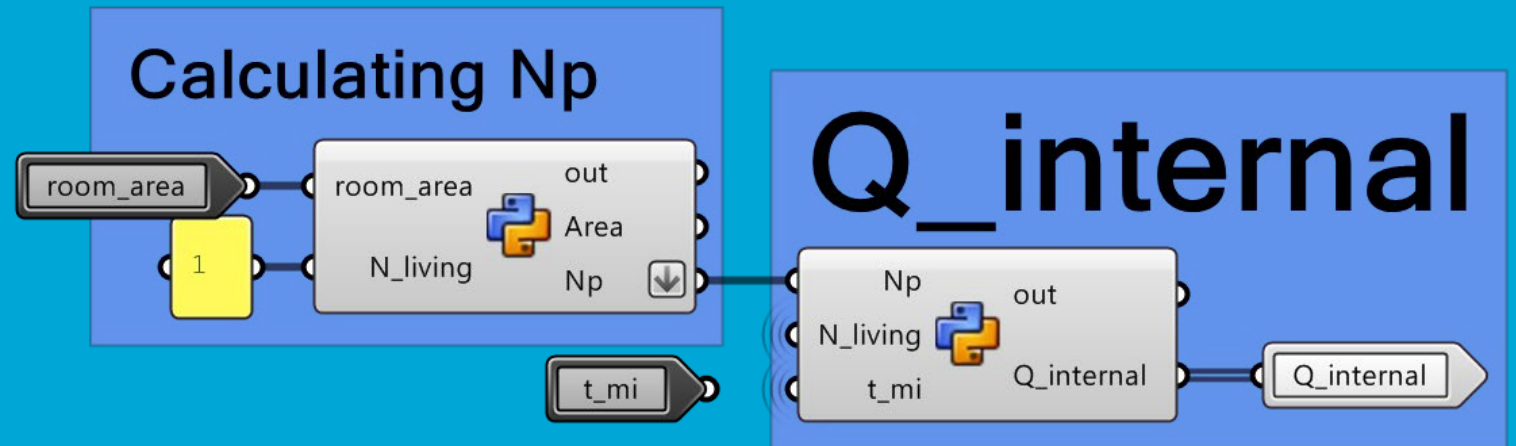 Calculating Np
room_area
1
room_area
N_living
out
Area
Np
Q_internal
t_mi
Np
N_living
t_mi
out
Q_internal
Q_internal